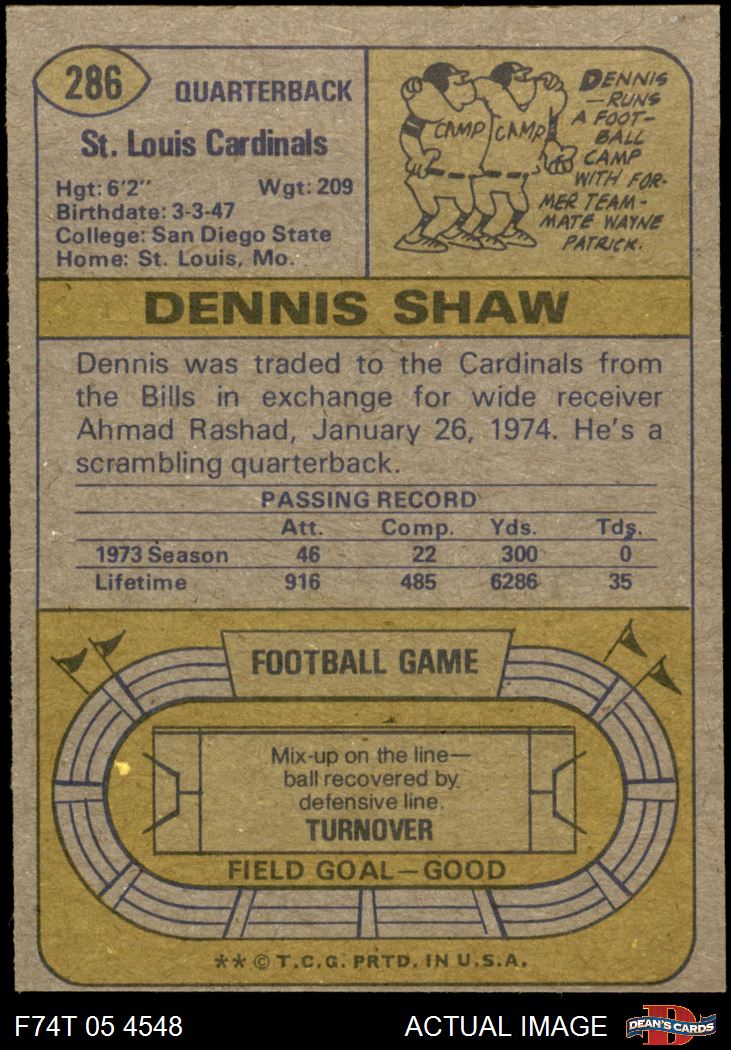 286
QUARTERBACK
St. Louis Cardinals
Hgt: 6'2" Wgt: 209
Birthdate: 3-3-47
College: San Diego State
Home: St. Louis, Mo.
CAMP CAMP
DENNIS
—RUNS
A FOOT-
BALL
CAMP
WITH FOR-
MER TEAM-
MATE WAYNE
PATRICK.
DENNIS SHAW
Dennis was traded to the Cardinals from
the Bills in exchange for wide receiver
Ahmad Rashad, January 26, 1974. He's a
scrambling quarterback.
PASSING RECORD
Att. Comp. Yds. Tds.
1973 Season 46 22 300 0
Lifetime 916 485 6286 35
FOOTBALL GAME
Mix-up on the line—
ball recovered by
defensive line.
TURNOVER
FIELD GOAL—GOOD
** © T.C.G. PRTD. IN U.S.A.
F74T 05 4548 ACTUAL IMAGE
D
DEAN'S CARDS